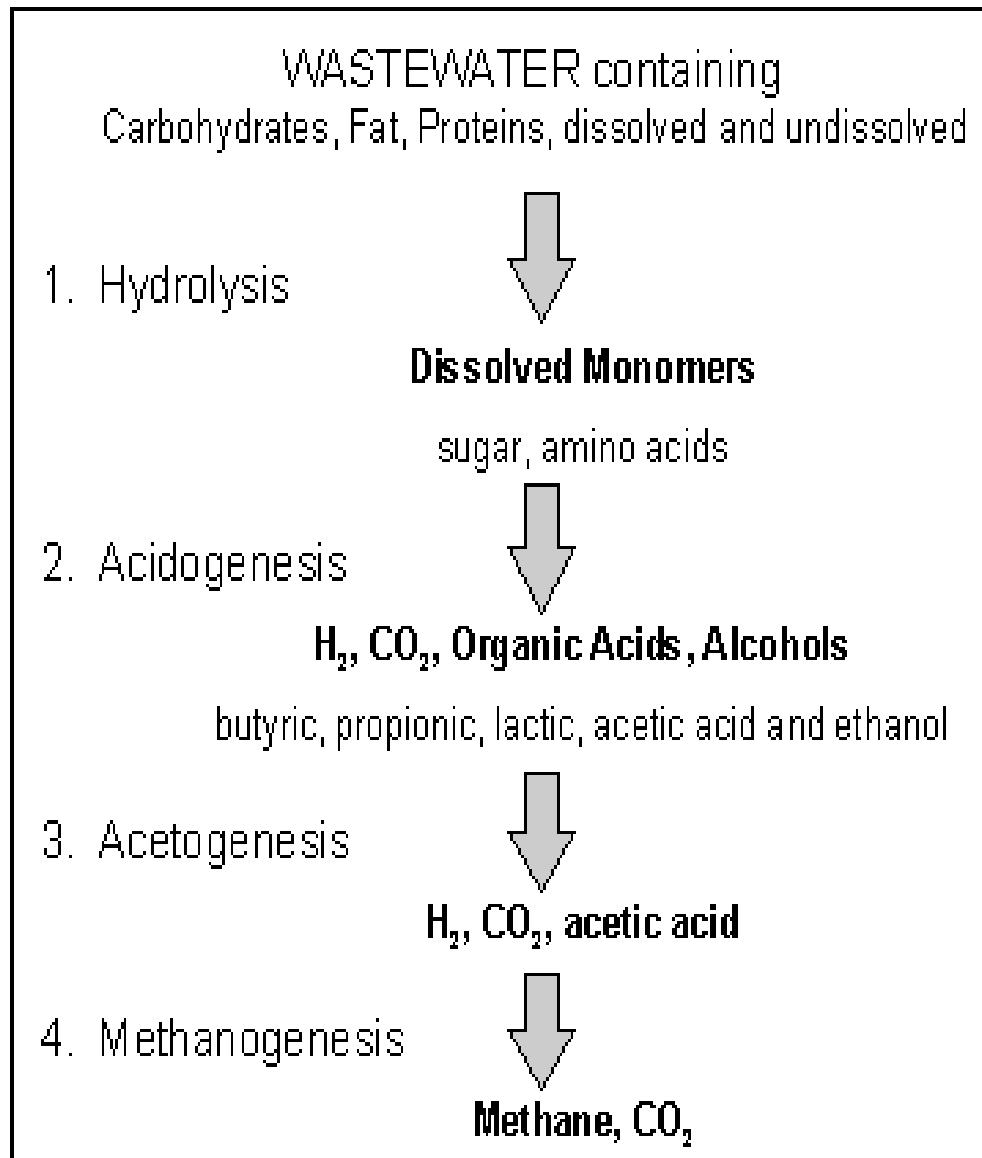 WASTEWATER containing
Carbohydrates, Fat, Proteins, dissolved and undissolved
1. Hydrolysis
Dissolved Monomers
sugar, amino acids
2. Acidogenesis
H₂, CO₂, Organic Acids, Alcohols
butyric, propionic, lactic, acetic acid and ethanol
3. Acetogenesis
H₂, CO₂, acetic acid
4. Methanogenesis
Methane, CO₂